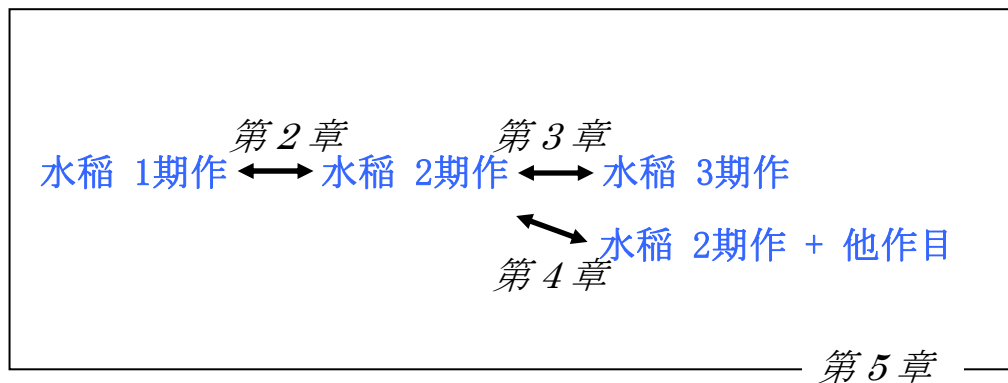 第2章 第3章
水稲 1期作 水稲 2期作 水稲 3期作
水稲 2期作 + 他作目
第4章
第5章